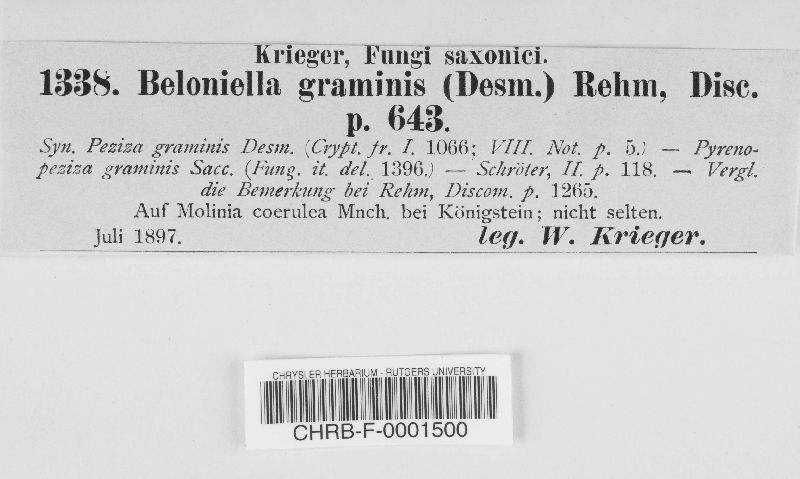 Krieger, Fungi saxonici.
1338. Beloniella graminis (Desm.) Rehm, Disc.
p. 643.
Syn. Peziza graminis Desm. (Crypt. fr. I. 1066; VIII. Not. p. 5.) — Pyreno-
peziza graminis Sacc. (Fung. it. del. 1396.) — Schröter, II. p. 118. — Vergl.
die Bemerkung bei Rehm, Discom. p. 1265.
Auf Molinia coerulea Mnch. bei Königstein; nicht selten.
Juli 1897. leg. W. Krieger.
CHRYSLER HERBARIUM - RUTGERS UNIVERSITY
CHRB-F-0001500